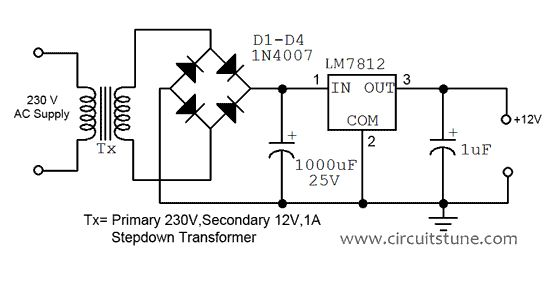 D1-D4
1N4007
LM7812
1
IN OUT
3
230 V
AC Supply
COM
Tx
+
1000uF
25V
2
+
1uF
+12V
Tx= Primary 230V,Secondary 12V,1A
Stepdown Transformer
www.circuitstune.com